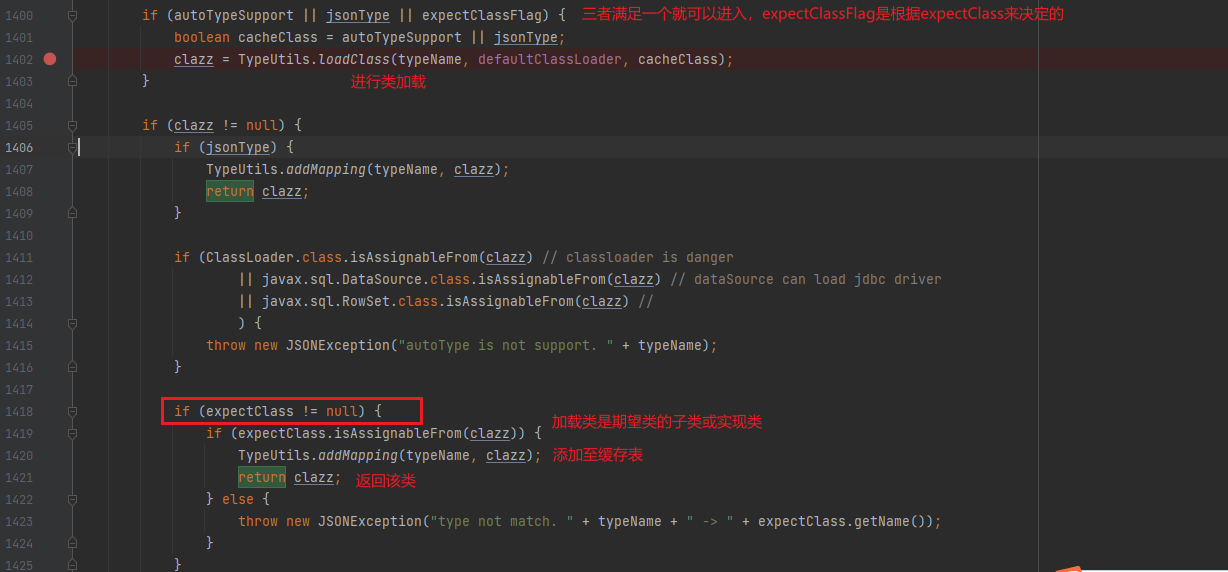 1400 if (autoTypeSupport || jsonType || expectClassFlag) { 三者满足一个就可以进入，expectClassFlag是根据expectClass来决定的
1401 boolean cacheClass = autoTypeSupport || jsonType;
1402 clazz = TypeUtils.loadClass(typeName, defaultClassLoader, cacheClass);
1403 } 进行类加载
1404
1405 if (clazz != null) {
1406 if (jsonType) {
1407 TypeUtils.addMapping(typeName, clazz);
1408 return clazz;
1409 }
1410
1411 if (ClassLoader.class.isAssignableFrom(clazz) // classloader is danger
1412 || javax.sql.DataSource.class.isAssignableFrom(clazz) // dataSource can load jdbc driver
1413 || javax.sql.RowSet.class.isAssignableFrom(clazz) //
1414 ) {
1415 throw new JSONException("autoType is not support. " + typeName);
1416 }
1417
1418 if (expectClass != null) {
1419 if (expectClass.isAssignableFrom(clazz)) { 加载类是期望类的子类或实现类
1420 TypeUtils.addMapping(typeName, clazz); 添加至缓存表
1421 return clazz; 返回该类
1422 } else {
1423 throw new JSONException("type not match. " + typeName + " -> " + expectClass.getName());
1424 }
1425 }